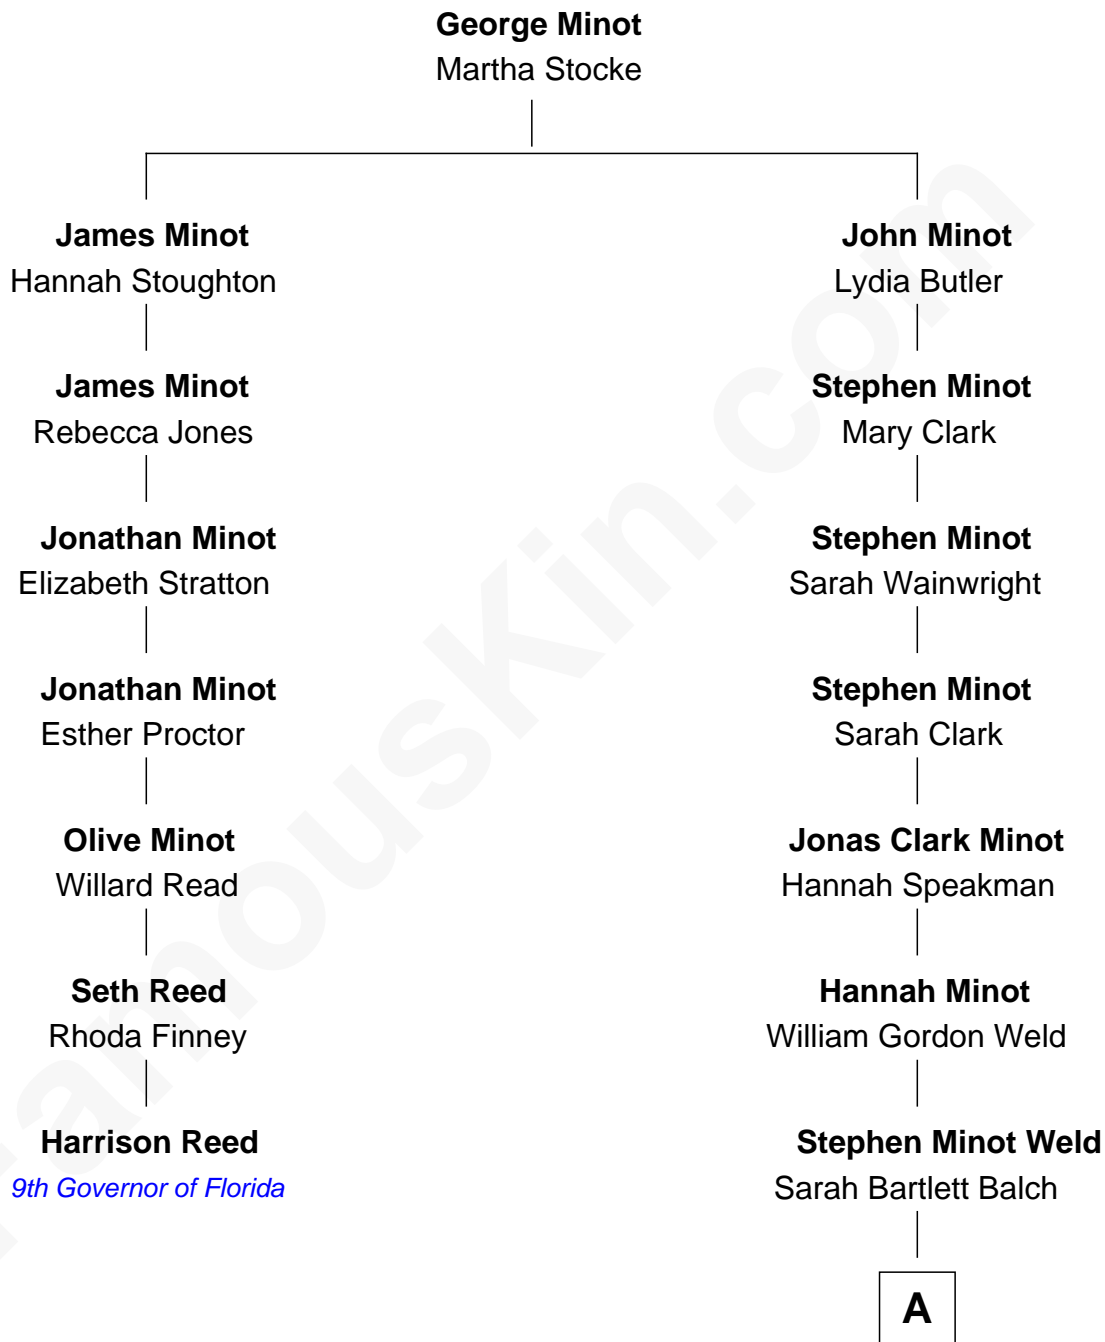 George Minot
Martha Stocke
James Minot
Hannah Stoughton
John Minot
Lydia Butler
James Minot
Rebecca Jones
Stephen Minot
Mary Clark
Jonathan Minot
Elizabeth Stratton
Stephen Minot
Sarah Wainwright
Jonathan Minot
Esther Proctor
Stephen Minot
Sarah Clark
Olive Minot
Willard Read
Jonas Clark Minot
Hannah Speakman
Seth Reed
Rhoda Finney
Hannah Minot
William Gordon Weld
Harrison Reed
9th Governor of Florida
Stephen Minot Weld
Sarah Bartlett Balch
A
FamousKin.com